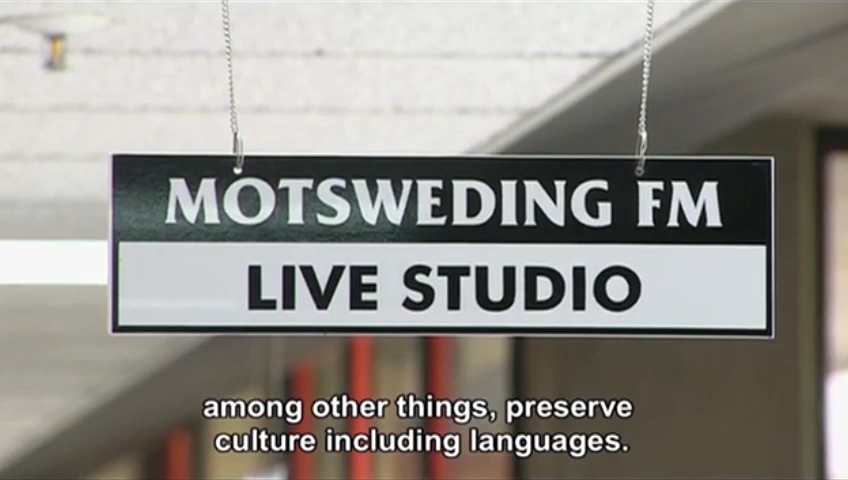 MOTSWEDING FM
LIVE STUDIO
among other things, preserve
culture including languages.